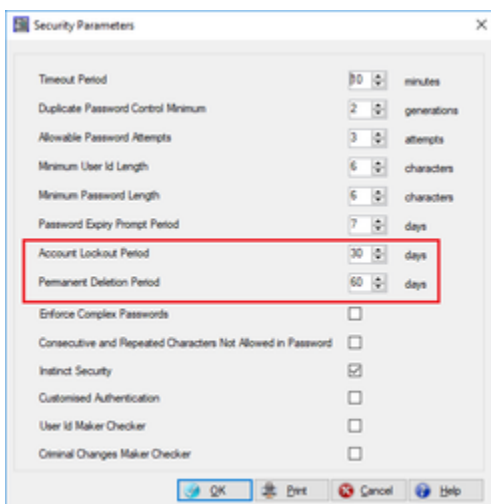 Security Parameters
Timeout Period 10 minutes
Duplicate Password Control Minimum 2 generations
Allowable Password Attempts 3 attempts
Minimum User Id Length 6 characters
Minimum Password Length 6 characters
Password Expiry Prompt Period 7 days
Account Lockout Period 30 days
Permanent Deletion Period 60 days
Enforce Complex Passwords
Consecutive and Repeated Characters Not Allowed in Password
Instinct Security
Customised Authentication
User Id Maker Checker
Criminal Changes Maker Checker
OK Print Cancel Help